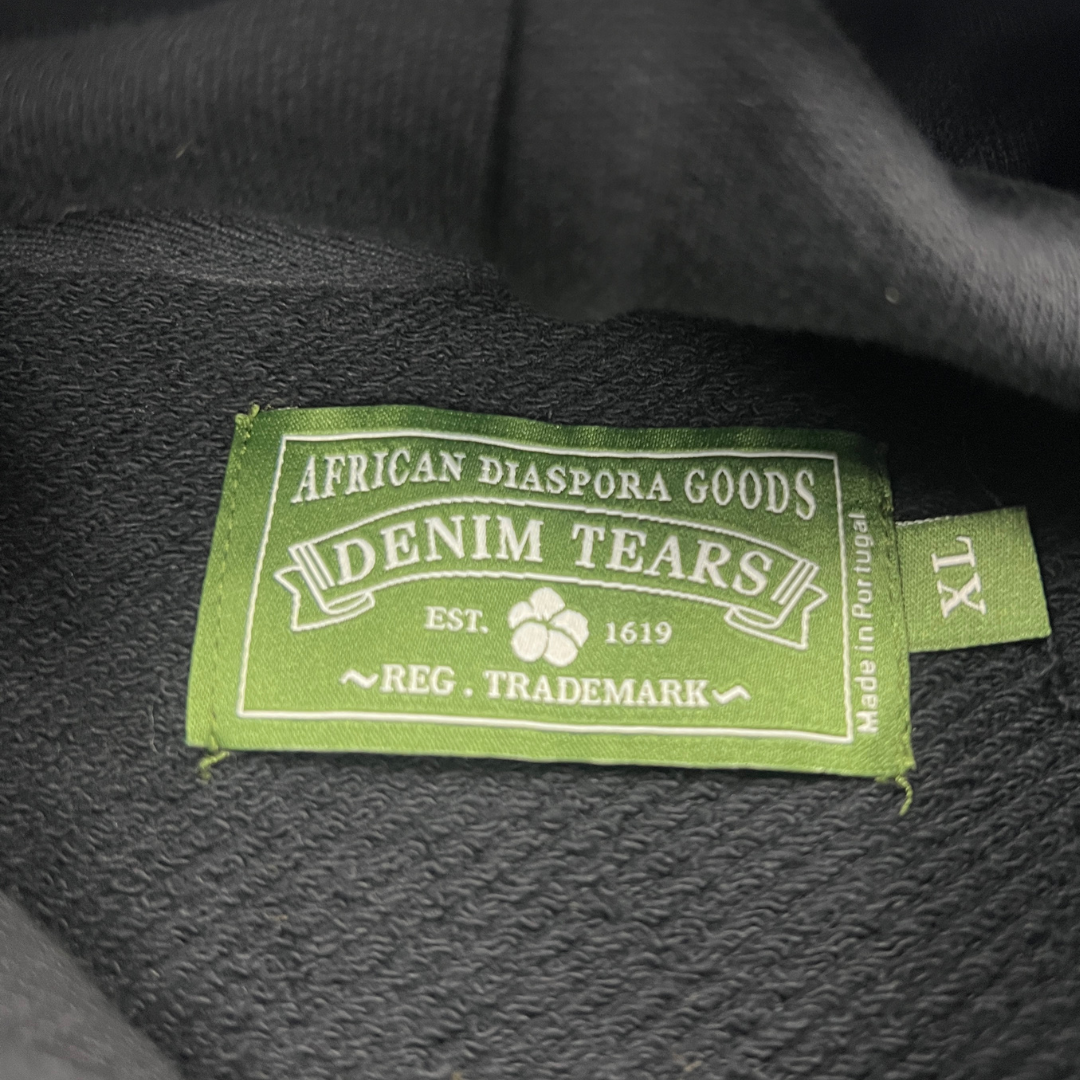 AFRICAN DIASPORA GOODS
DENIM TEARS
EST. 1619
~REG . TRADEMARK~
Made in Portugal
XL